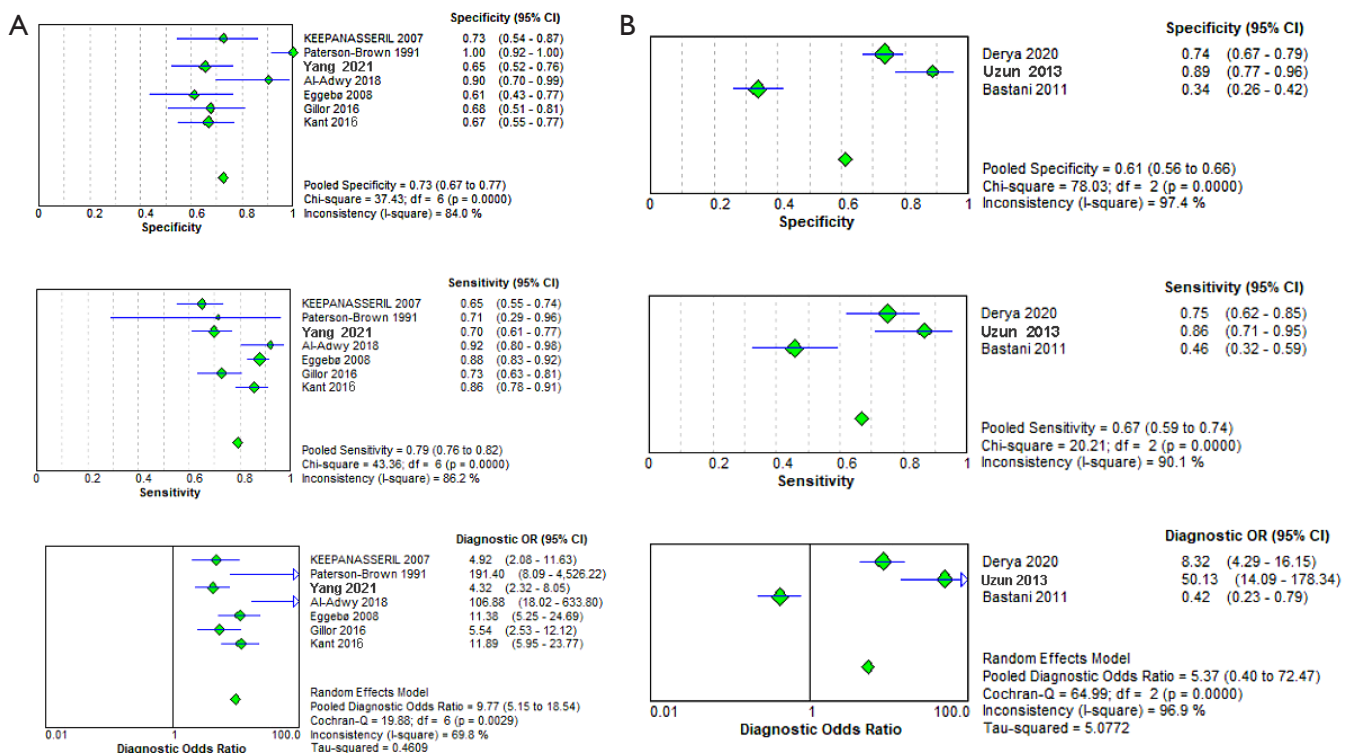 A
Specificity (95% CI)
KEEPANASSERIL 2007 0.73 (0.54 - 0.87)
Paterson-Brown 1991 1.00 (0.92 - 1.00)
Yang 2021 0.65 (0.52 - 0.76)
Al-Adwy 2018 0.90 (0.70 - 0.99)
Eggebø 2008 0.61 (0.43 - 0.77)
Gillor 2016 0.68 (0.51 - 0.81)
Kant 2016 0.67 (0.55 - 0.77)
Pooled Specificity = 0.73 (0.67 to 0.77)
Chi-square = 37.43; df = 6 (p = 0.0000)
Inconsistency (I-square) = 84.0 %
0 0.2 0.4 0.6 0.8 1
Specificity
Sensitivity (95% CI)
KEEPANASSERIL 2007 0.65 (0.55 - 0.74)
Paterson-Brown 1991 0.71 (0.29 - 0.96)
Yang 2021 0.70 (0.61 - 0.77)
Al-Adwy 2018 0.92 (0.80 - 0.98)
Eggebø 2008 0.88 (0.83 - 0.92)
Gillor 2016 0.73 (0.63 - 0.81)
Kant 2016 0.86 (0.78 - 0.91)
Pooled Sensitivity = 0.79 (0.76 to 0.82)
Chi-square = 43.36; df = 6 (p = 0.0000)
Inconsistency (I-square) = 86.2 %
0 0.2 0.4 0.6 0.8 1
Sensitivity
Diagnostic OR (95% CI)
KEEPANASSERIL 2007 4.92 (2.08 - 11.63)
Paterson-Brown 1991 191.40 (8.09 - 4,526.22)
Yang 2021 4.32 (2.32 - 8.05)
Al-Adwy 2018 106.88 (18.02 - 633.80)
Eggebø 2008 11.38 (5.25 - 24.69)
Gillor 2016 5.54 (2.53 - 12.12)
Kant 2016 11.89 (5.95 - 23.77)
Random Effects Model
Pooled Diagnostic Odds Ratio = 9.77 (5.15 to 18.54)
Cochran-Q = 19.88; df = 6 (p = 0.0029)
Inconsistency (I-square) = 69.8 %
Tau-squared = 0.4609
0.01 1 100.0
Diagnostic Odds Ratio
B
Specificity (95% CI)
Derya 2020 0.74 (0.67 - 0.79)
Uzun 2013 0.89 (0.77 - 0.96)
Bastani 2011 0.34 (0.26 - 0.42)
Pooled Specificity = 0.61 (0.56 to 0.66)
Chi-square = 78.03; df = 2 (p = 0.0000)
Inconsistency (I-square) = 97.4 %
0 0.2 0.4 0.6 0.8 1
Specificity
Sensitivity (95% CI)
Derya 2020 0.75 (0.62 - 0.85)
Uzun 2013 0.86 (0.71 - 0.95)
Bastani 2011 0.46 (0.32 - 0.59)
Pooled Sensitivity = 0.67 (0.59 to 0.74)
Chi-square = 20.21; df = 2 (p = 0.0000)
Inconsistency (I-square) = 90.1 %
0 0.2 0.4 0.6 0.8 1
Sensitivity
Diagnostic OR (95% CI)
Derya 2020 8.32 (4.29 - 16.15)
Uzun 2013 50.13 (14.09 - 178.34)
Bastani 2011 0.42 (0.23 - 0.79)
Random Effects Model
Pooled Diagnostic Odds Ratio = 5.37 (0.40 to 72.47)
Cochran-Q = 64.99; df = 2 (p = 0.0000)
Inconsistency (I-square) = 96.9 %
Tau-squared = 5.0772
0.01 1 100.0
Diagnostic Odds Ratio